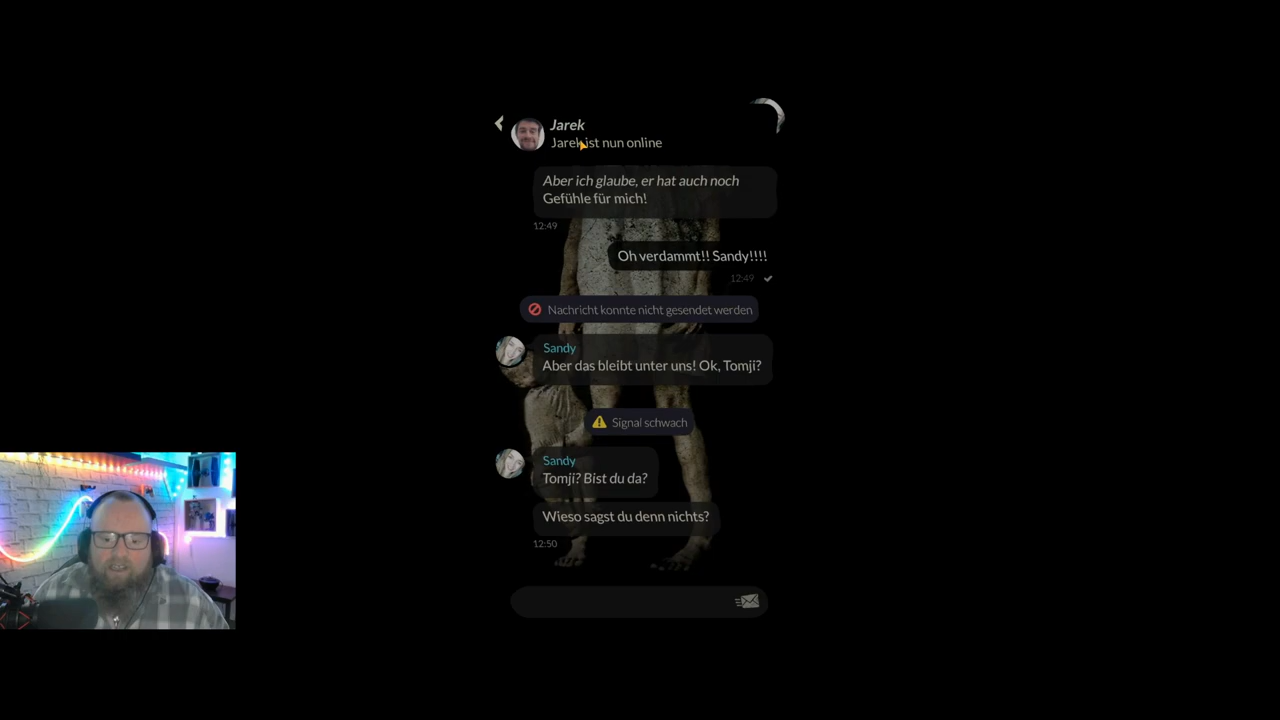 Jarek
Jarek ist nun online
Aber ich glaube, er hat auch noch
Gefühle für mich!
12:49
Oh verdammt!! Sandy!!!!
12:49
Nachricht konnte nicht gesendet werden
Sandy
Aber das bleibt unter uns! Ok, Tomji?
Signal schwach
Sandy
Tomji? Bist du da?
Wieso sagst du denn nichts?
12:50